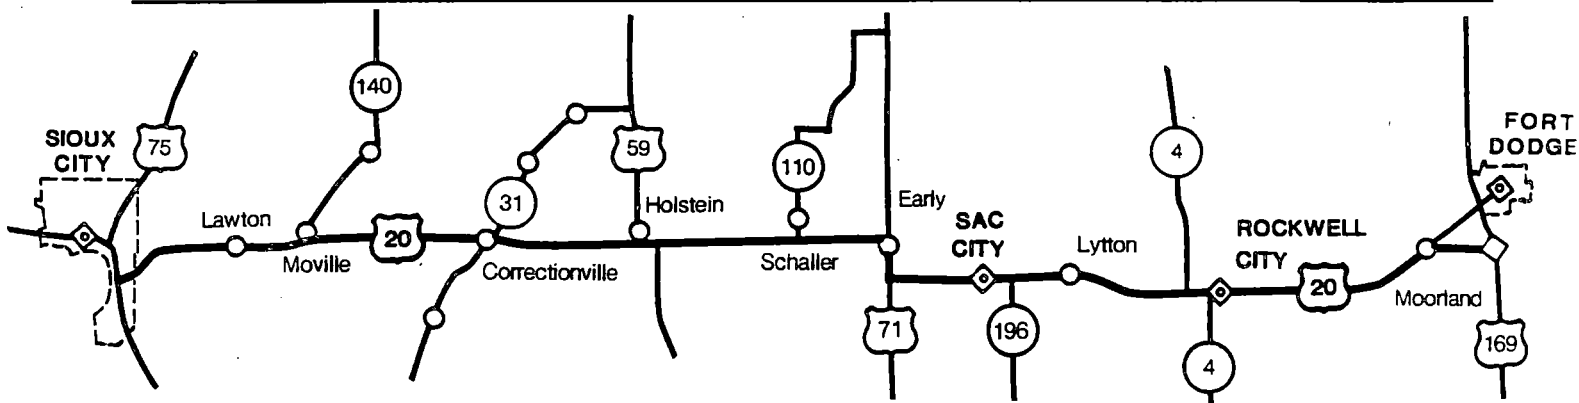 140
SIOUX
CITY
75
59
110
4
FORT
DODGE
31
Lawton
Moville
20
Correctionville
Holstein
Schaller
Early
SAC
CITY
Lytton
ROCKWELL
CITY
20
Moorland
71
196
4
169